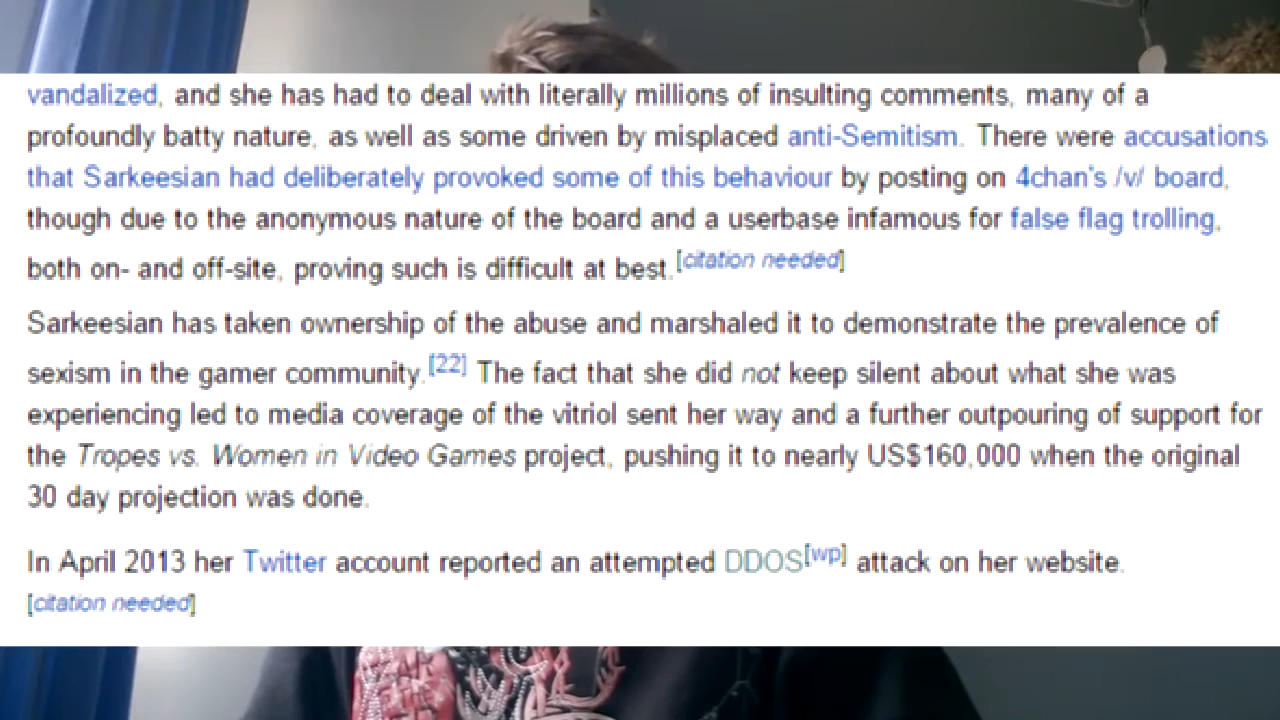 vandalized, and she has had to deal with literally millions of insulting comments, many of a
profoundly batty nature, as well as some driven by misplaced anti-Semitism. There were accusations
that Sarkeesian had deliberately provoked some of this behaviour by posting on 4chan's /v/ board,
though due to the anonymous nature of the board and a userbase infamous for false flag trolling,
both on- and off-site, proving such is difficult at best.[citation needed]
Sarkeesian has taken ownership of the abuse and marshaled it to demonstrate the prevalence of
sexism in the gamer community.[22] The fact that she did not keep silent about what she was
experiencing led to media coverage of the vitriol sent her way and a further outpouring of support for
the Tropes vs. Women in Video Games project, pushing it to nearly US$160,000 when the original
30 day projection was done.
In April 2013 her Twitter account reported an attempted DDOS[wp] attack on her website.
[citation needed]